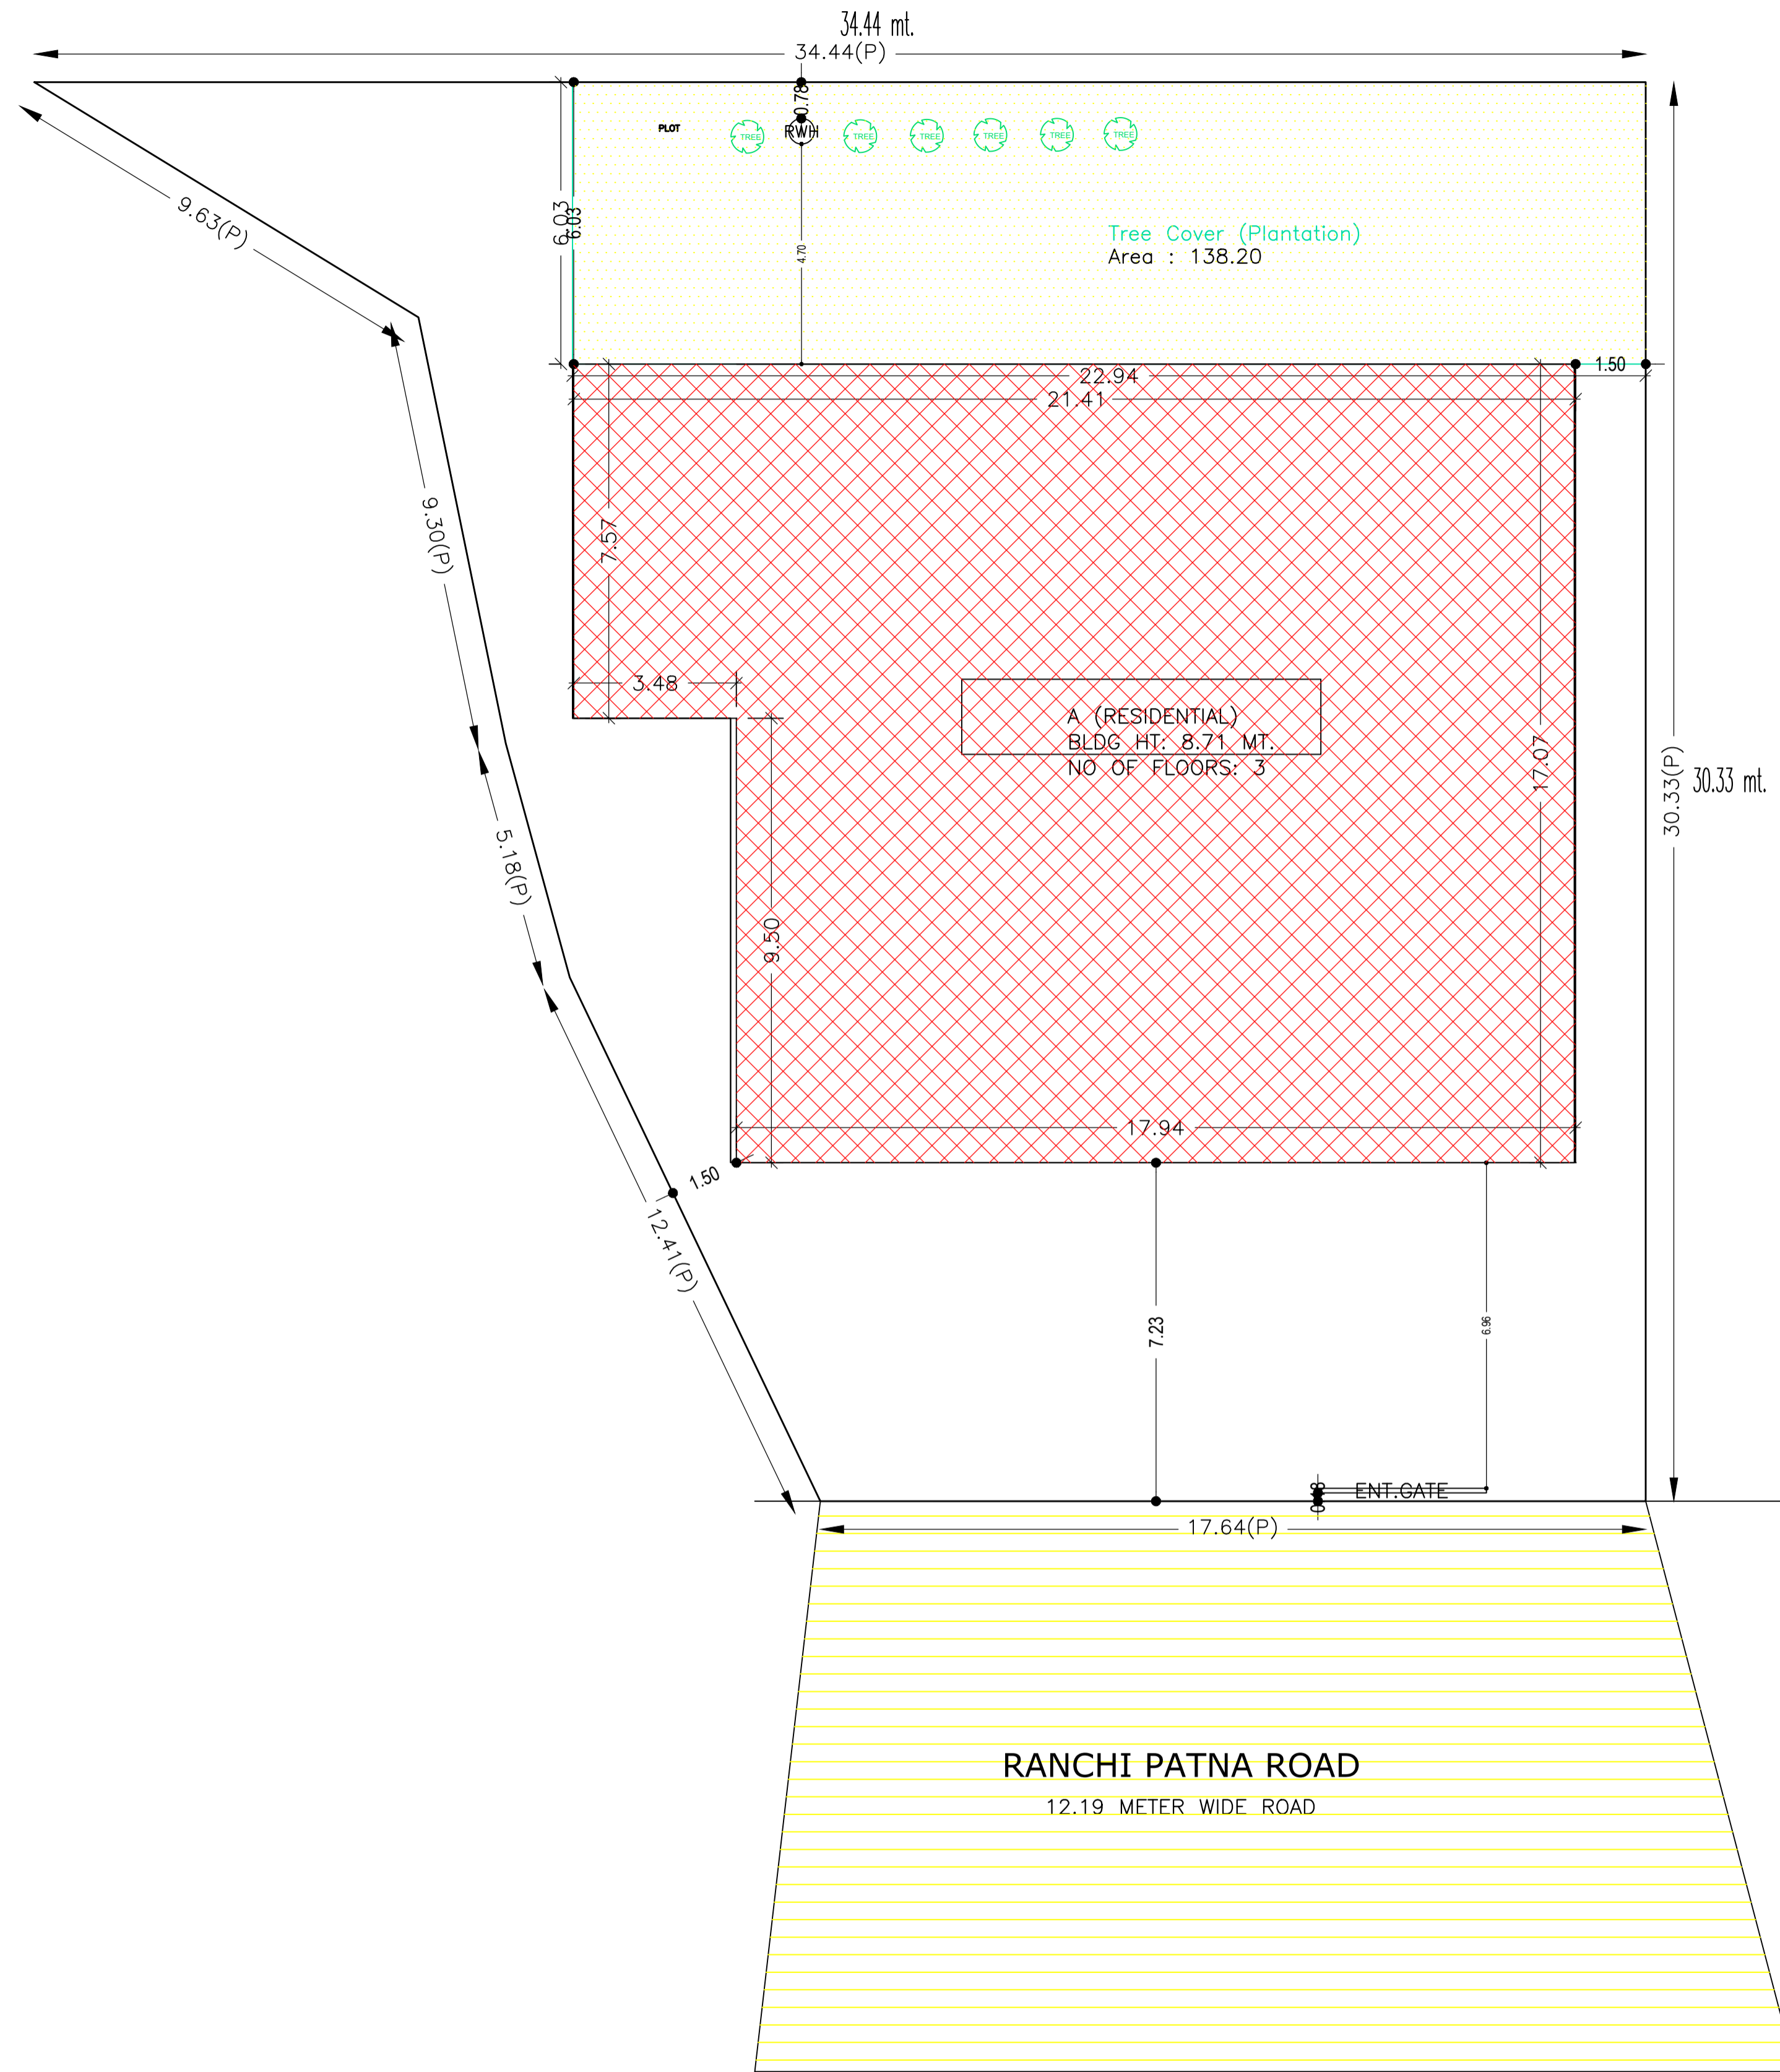 34.44 mt.
34.44(P)
0.78
PLOT
TREE
RWH
TREE
TREE
TREE
TREE
TREE
9.63(P)
6.03
6.03
4.70
Tree Cover (Plantation)
Area : 138.20
1.50
22.94
21.41
9.30(P)
7.57
3.48
A (RESIDENTIAL)
BLDG HT: 8.71 MT.
NO OF FLOORS: 3
17.07
30.33(P)
30.33 mt.
5.18(P)
9.50
17.94
1.50
12.41(P)
7.23
6.96
ENT.GATE
17.64(P)
RANCHI PATNA ROAD
12.19 METER WIDE ROAD